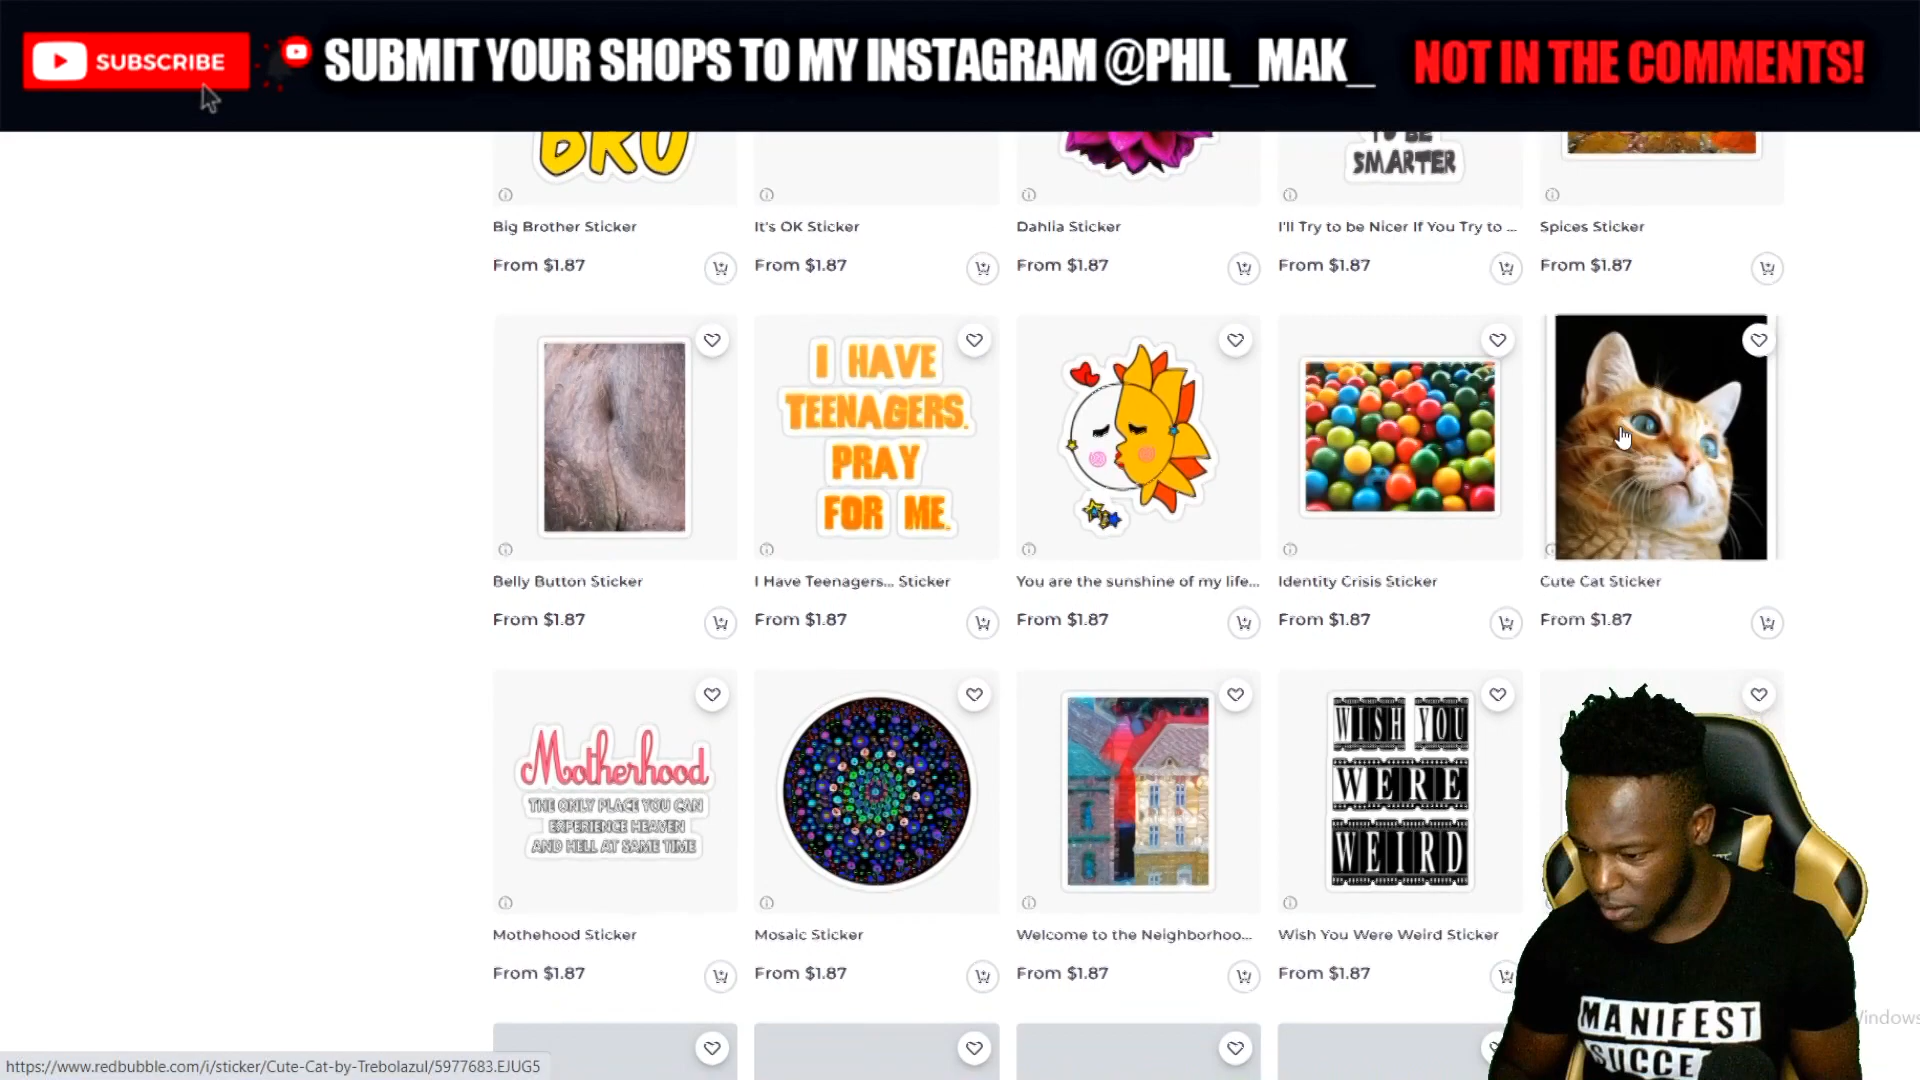 SUBSCRIBE
SUBMIT YOUR SHOPS TO MY INSTAGRAM @PHIL_MAK_ NOT IN THE COMMENTS!
BRO
TO BE
SMARTER
Big Brother Sticker
It's OK Sticker
Dahlia Sticker
I'll Try to be Nicer If You Try to ...
Spices Sticker
From $1.87
From $1.87
From $1.87
From $1.87
From $1.87
I HAVE
TEENAGERS.
PRAY
FOR ME.
Belly Button Sticker
I Have Teenagers... Sticker
You are the sunshine of my life...
Identity Crisis Sticker
Cute Cat Sticker
From $1.87
From $1.87
From $1.87
From $1.87
From $1.87
Motherhood
THE ONLY PLACE YOU CAN
EXPERIENCE HEAVEN
AND HELL AT SAME TIME
WISH YOU
WERE
WEIRD
Mothehood Sticker
Mosaic Sticker
Welcome to the Neighborhoo...
Wish You Were Weird Sticker
From $1.87
From $1.87
From $1.87
From $1.87
MANIFEST
SUCCE
Windows
https://www.redbubble.com/i/sticker/Cute-Cat-by-Trebolazul/5977683.EJUG5